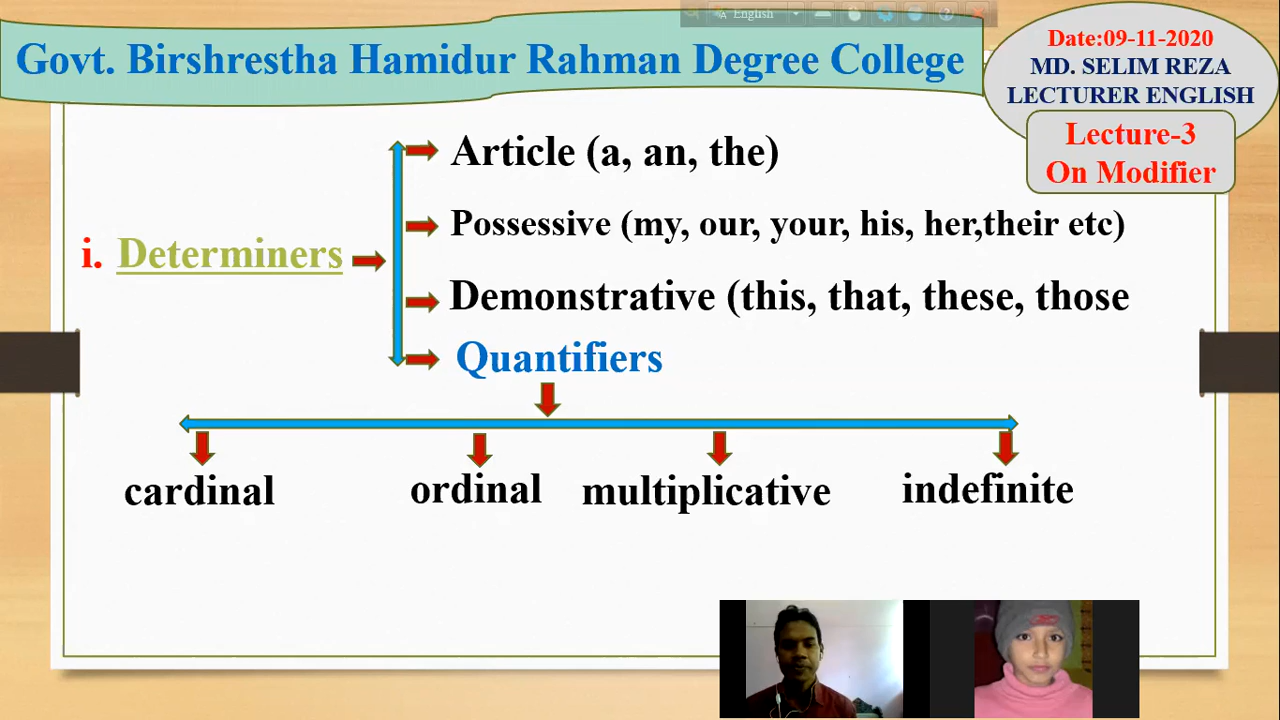 English
Govt. Birshrestha Hamidur Rahman Degree College
Date:09-11-2020
MD. SELIM REZA
LECTURER ENGLISH
Lecture-3
On Modifier
Article (a, an, the)
Possessive (my, our, your, his, her,their etc)
i. Determiners
Demonstrative (this, that, these, those
Quantifiers
cardinal
ordinal
multiplicative
indefinite